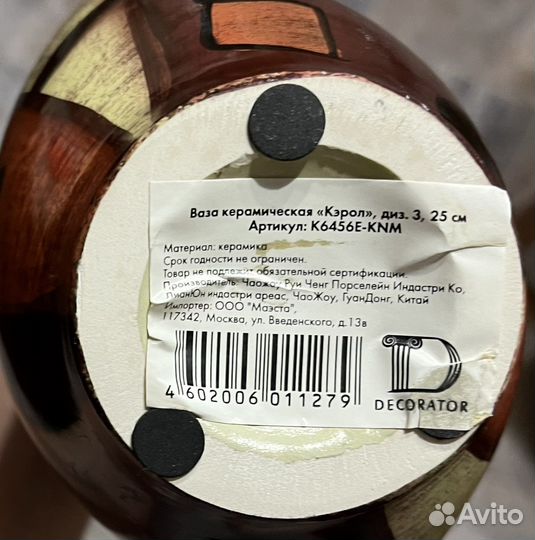 Ваза керамическая «Кэрол», диз. 3, 25 см
Артикул: K6456E-KNM
Материал: керамика
Срок годности не ограничен.
Товар не подлежит обязательной сертификации.
Производитель: ЧаоЖоу Руи Ченг Порселейн Индастри Ко,
ЛианЮн индастри ареас, ЧаоЖоу, ГуанДонг, Китай
Импортер: ООО "Маэста",
117342, Москва, ул. Введенского, д.13в
4 602006 011279
DECORATOR
Avito